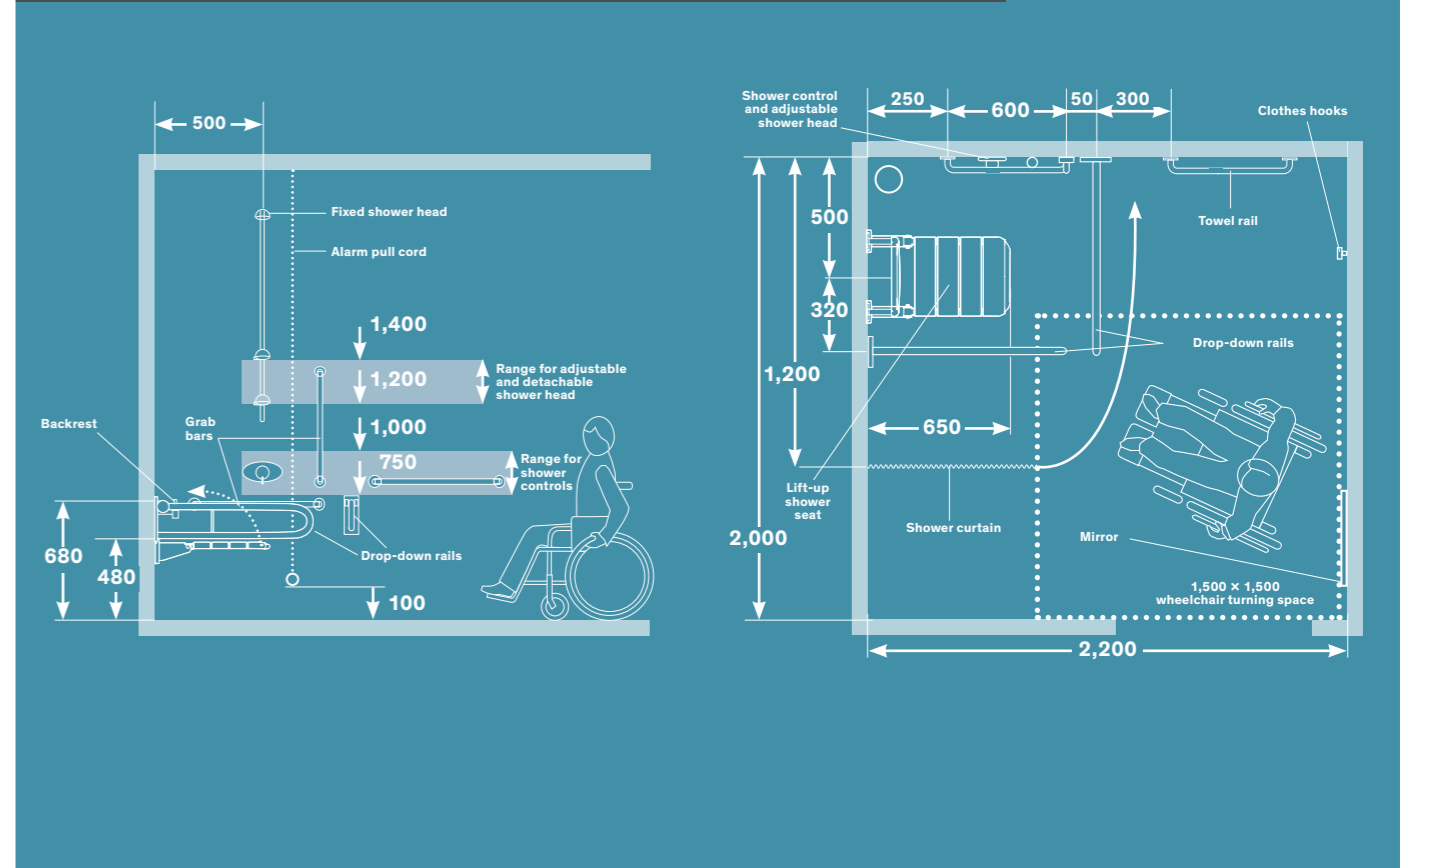 500
Fixed shower head
Alarm pull cord
1,400
1,200
Range for adjustable
and detachable
shower head
1,000
750
Range for
shower
controls
Backrest
Grab
bars
680
480
Drop-down rails
100
Shower control
and adjustable
shower head
250
600
50
300
Clothes hooks
500
Towel rail
320
Drop-down rails
1,200
650
Lift-up
shower
seat
Shower curtain
2,000
Mirror
1,500 × 1,500
wheelchair turning space
2,200